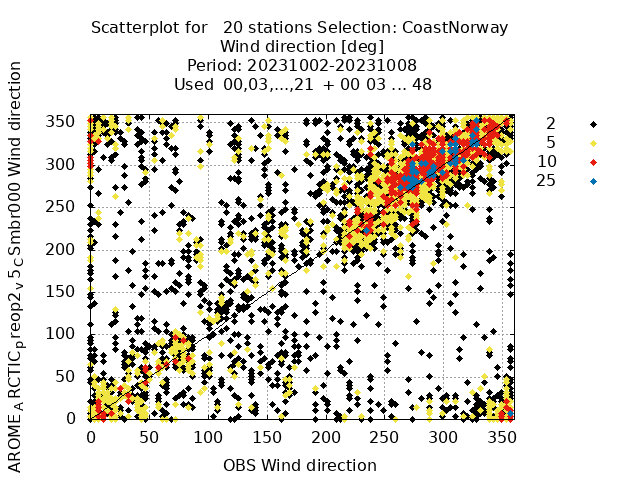 Scatterplot for 20 stations Selection: CoastNorway
Wind direction [deg]
Period: 20231002-20231008
Used 00,03,...,21 + 00 03 ... 48
AROME_ARCTIC_preop2_v5_CSmbr000 Wind direction
350
300
250
200
150
100
50
0
0 50 100 150 200 250 300 350
OBS Wind direction
2
5
10
25